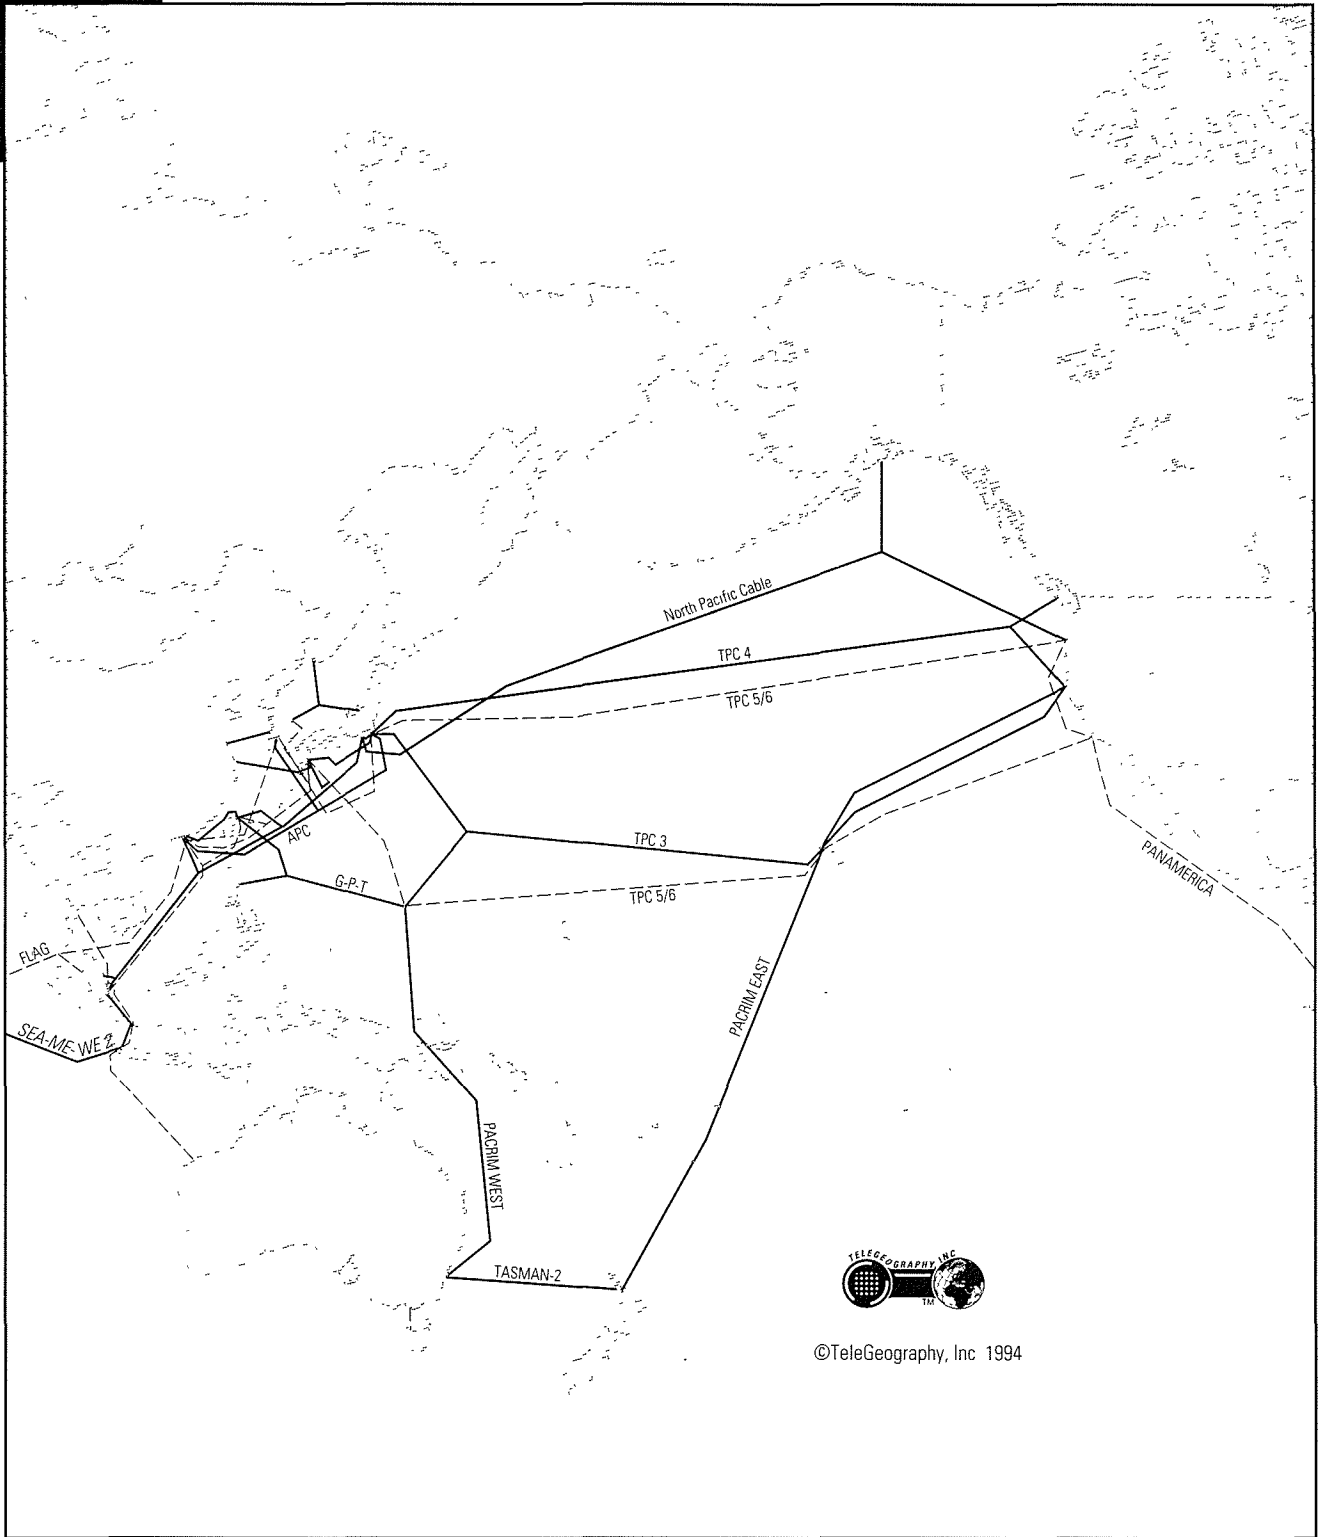 North Pacific Cable
TPC 4
TPC 5/6
TPC 3
APC
G-P-T
TPC 5/6
PANAMERICA
FLAG
PACRIM EAST
SEA-ME-WE 2
PACRIM WEST
TASMAN-2
TELEGEOGRAPHY, INC
TM
©TeleGeography, Inc 1994